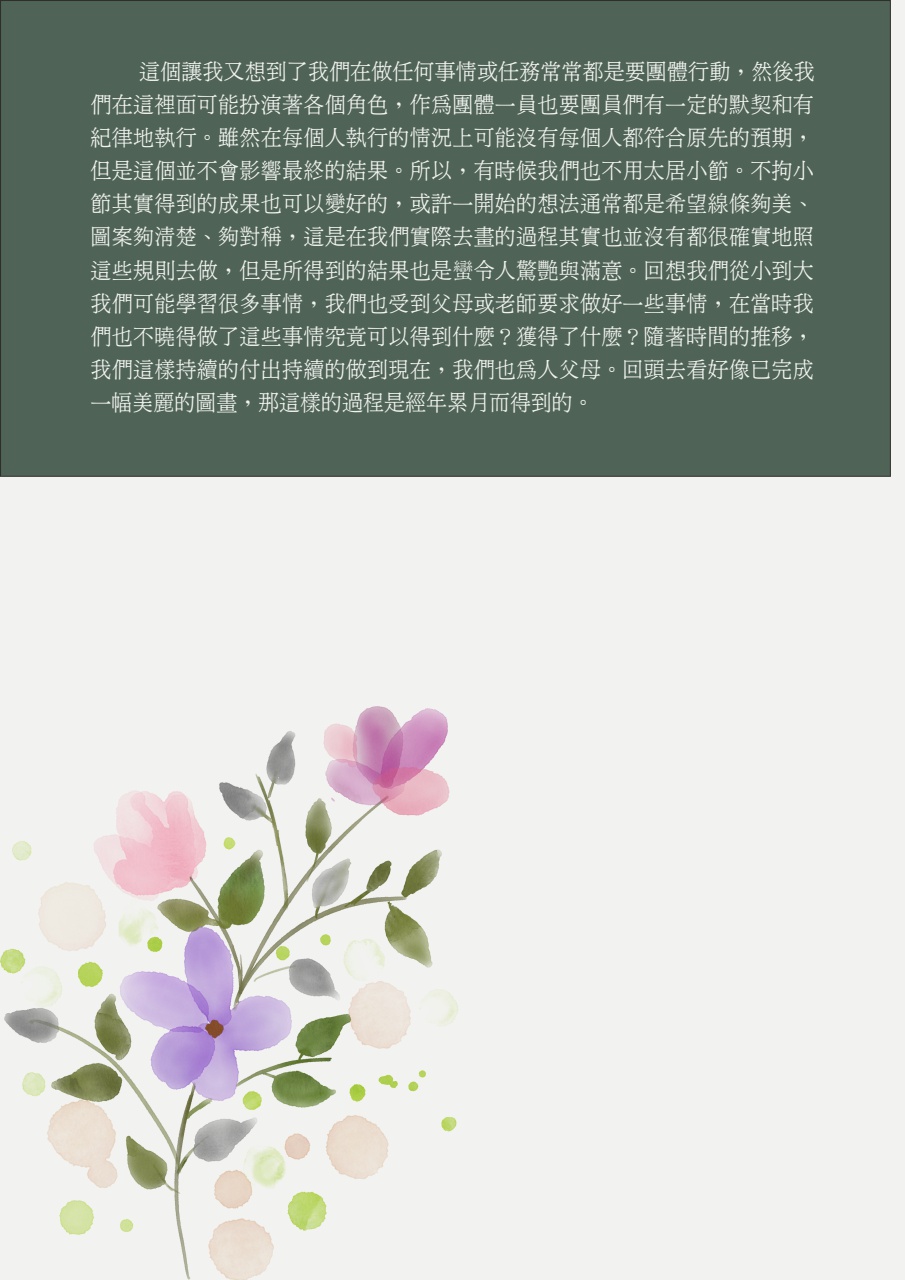 這個讓我又想到了我們在做任何事情或任務常常都是要團體行動，然後我
們在這裡面可能扮演著各個角色，作為團體一員也要團員們有一定的默契和有
紀律地執行。雖然在每個人執行的情況上可能沒有每個人都符合原先的預期，
但是這個並不會影響最終的結果。所以，有時候我們也不用太居小節。不拘小
節其實得到的成果也可以變好的，或許一開始的想法通常都是希望線條夠美、
圖案夠清楚、夠對稱，這是在我們實際去畫的過程其實也並沒有都很確實地照
這些規則去做，但是所得到的結果也是蠻令人驚艷與滿意。回想我們從小到大
我們可能學習很多事情，我們也受到父母或老師要求做好一些事情，在當時我
們也不曉得做了這些事情究竟可以得到什麼？獲得了什麼？隨著時間的推移，
我們這樣持續的付出持續的做到現在，我們也為人父母。回頭去看好像已完成
一幅美麗的圖畫，那這樣的過程是經年累月而得到的。